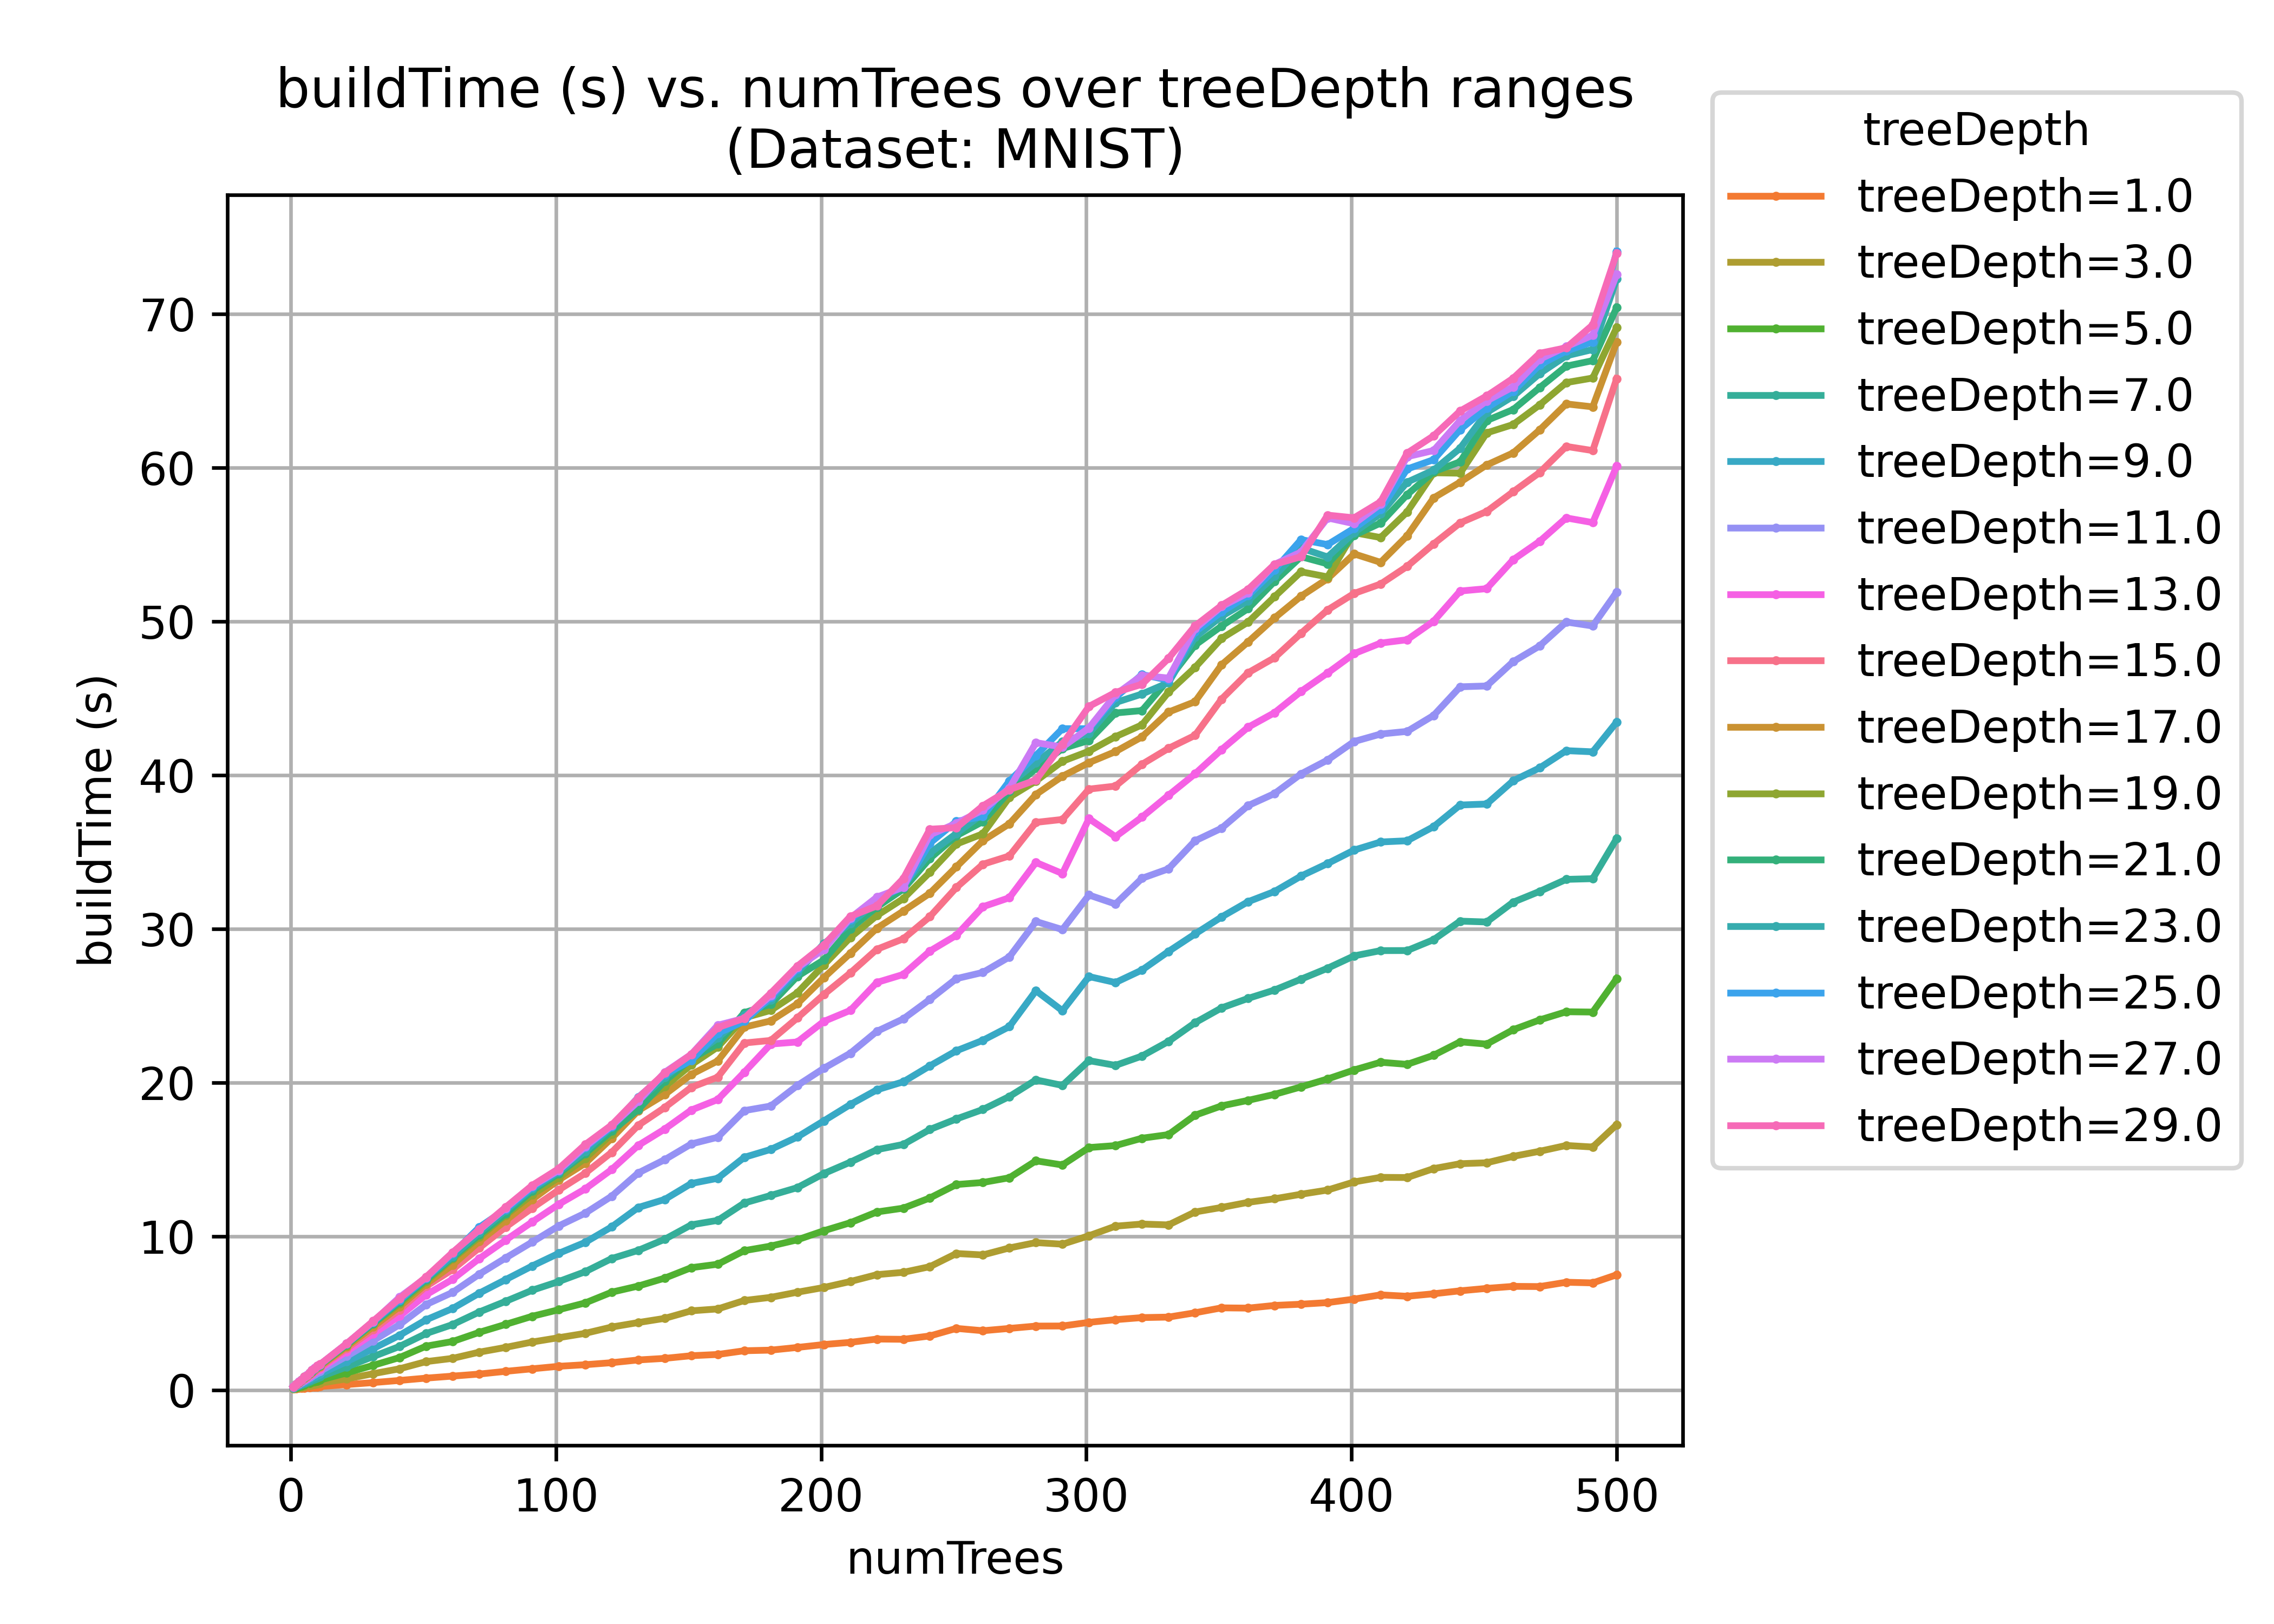 buildTime (s) vs. numTrees over treeDepth ranges
(Dataset: MNIST)
treeDepth
treeDepth=1.0
treeDepth=3.0
treeDepth=5.0
treeDepth=7.0
treeDepth=9.0
treeDepth=11.0
treeDepth=13.0
treeDepth=15.0
treeDepth=17.0
treeDepth=19.0
treeDepth=21.0
treeDepth=23.0
treeDepth=25.0
treeDepth=27.0
treeDepth=29.0
buildTime (s)
70
60
50
40
30
20
10
0
0 100 200 300 400 500
numTrees